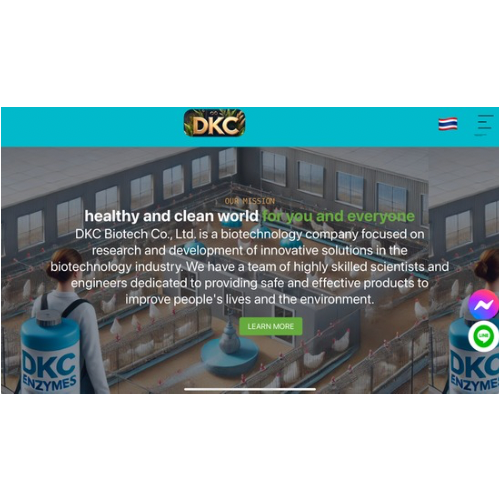 DKC
OUR MISSION
healthy and clean world for you and everyone
DKC Biotech Co., Ltd. is a biotechnology company focused on
research and development of innovative solutions in the
biotechnology industry. We have a team of highly skilled scientists and
engineers dedicated to providing safe and effective products to
improve people's lives and the environment.
LEARN MORE
DKC
ENZYMES
DKC
ENZYMES
LINE